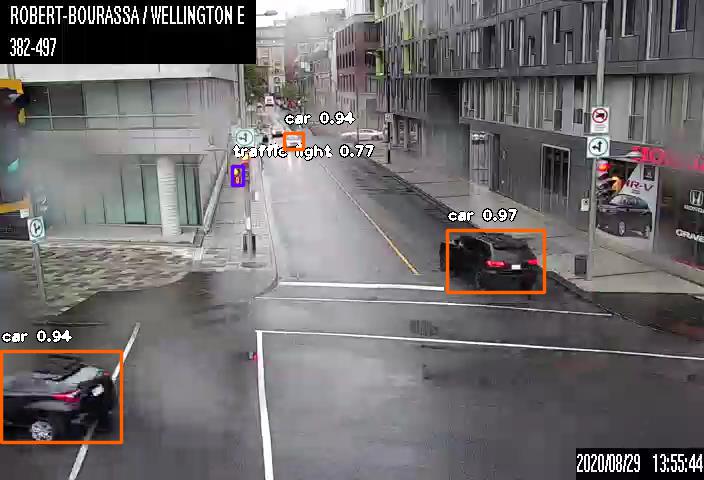 ROBERT-BOURASSA / WELLINGTON E
382-497
car 0.94
traffic light 0.77
car 0.97
HR-V
HONDA
car 0.94
2020/08/29 13:55:44